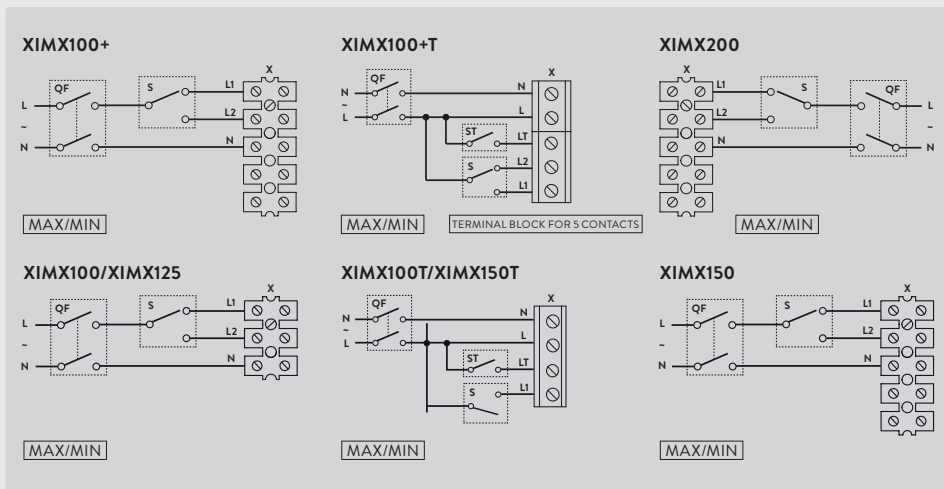 XIMX100+
X
QF
S
L1
L
L2
~
N
N
MAX/MIN
XIMX100+T
X
QF
N
N
~
L
L
ST
LT
S
L2
L1
MAX/MIN
TERMINAL BLOCK FOR 5 CONTACTS
XIMX200
X
L1
S
QF
L
L2
~
N
N
MAX/MIN
XIMX100/XIMX125
X
QF
S
L1
L
L2
~
N
N
MAX/MIN
XIMX100T/XIMX150T
X
QF
N
N
~
L
L
ST
LT
S
L1
MAX/MIN
XIMX150
X
QF
S
L1
L
L2
~
N
N
MAX/MIN